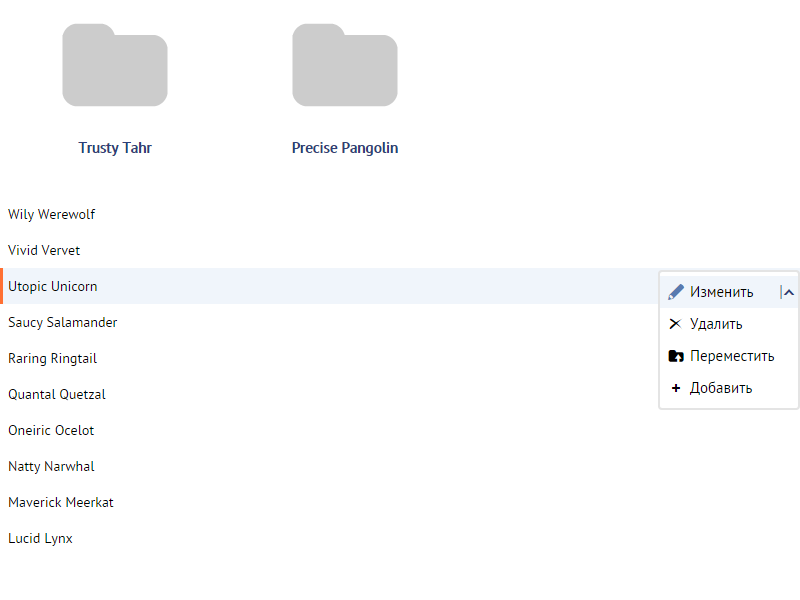 Trusty Tahr
Precise Pangolin
Wily Werewolf
Vivid Vervet
Utopic Unicorn
Saucy Salamander
Raring Ringtail
Quantal Quetzal
Oneiric Ocelot
Natty Narwhal
Maverick Meerkat
Lucid Lynx
Изменить
Удалить
Переместить
Добавить